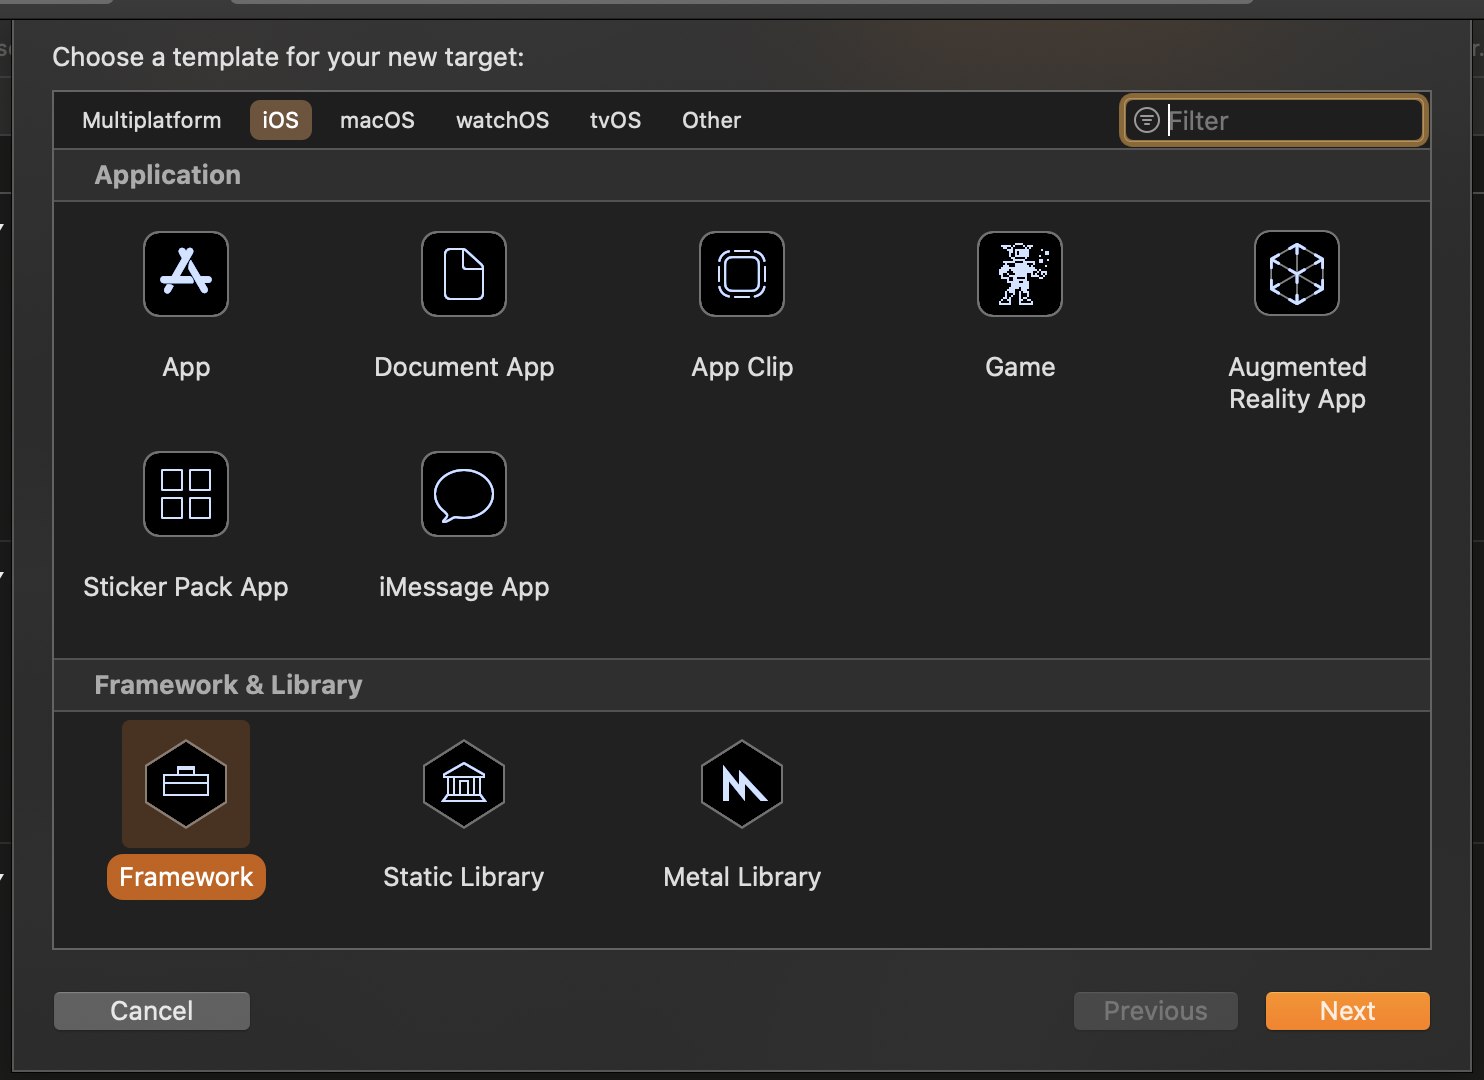 Choose a template for your new target:
Multiplatform iOS macOS watchOS tvOS Other Filter
Application
App Document App App Clip Game Augmented
Reality App
Sticker Pack App iMessage App
Framework & Library
Framework Static Library Metal Library
Cancel Previous Next